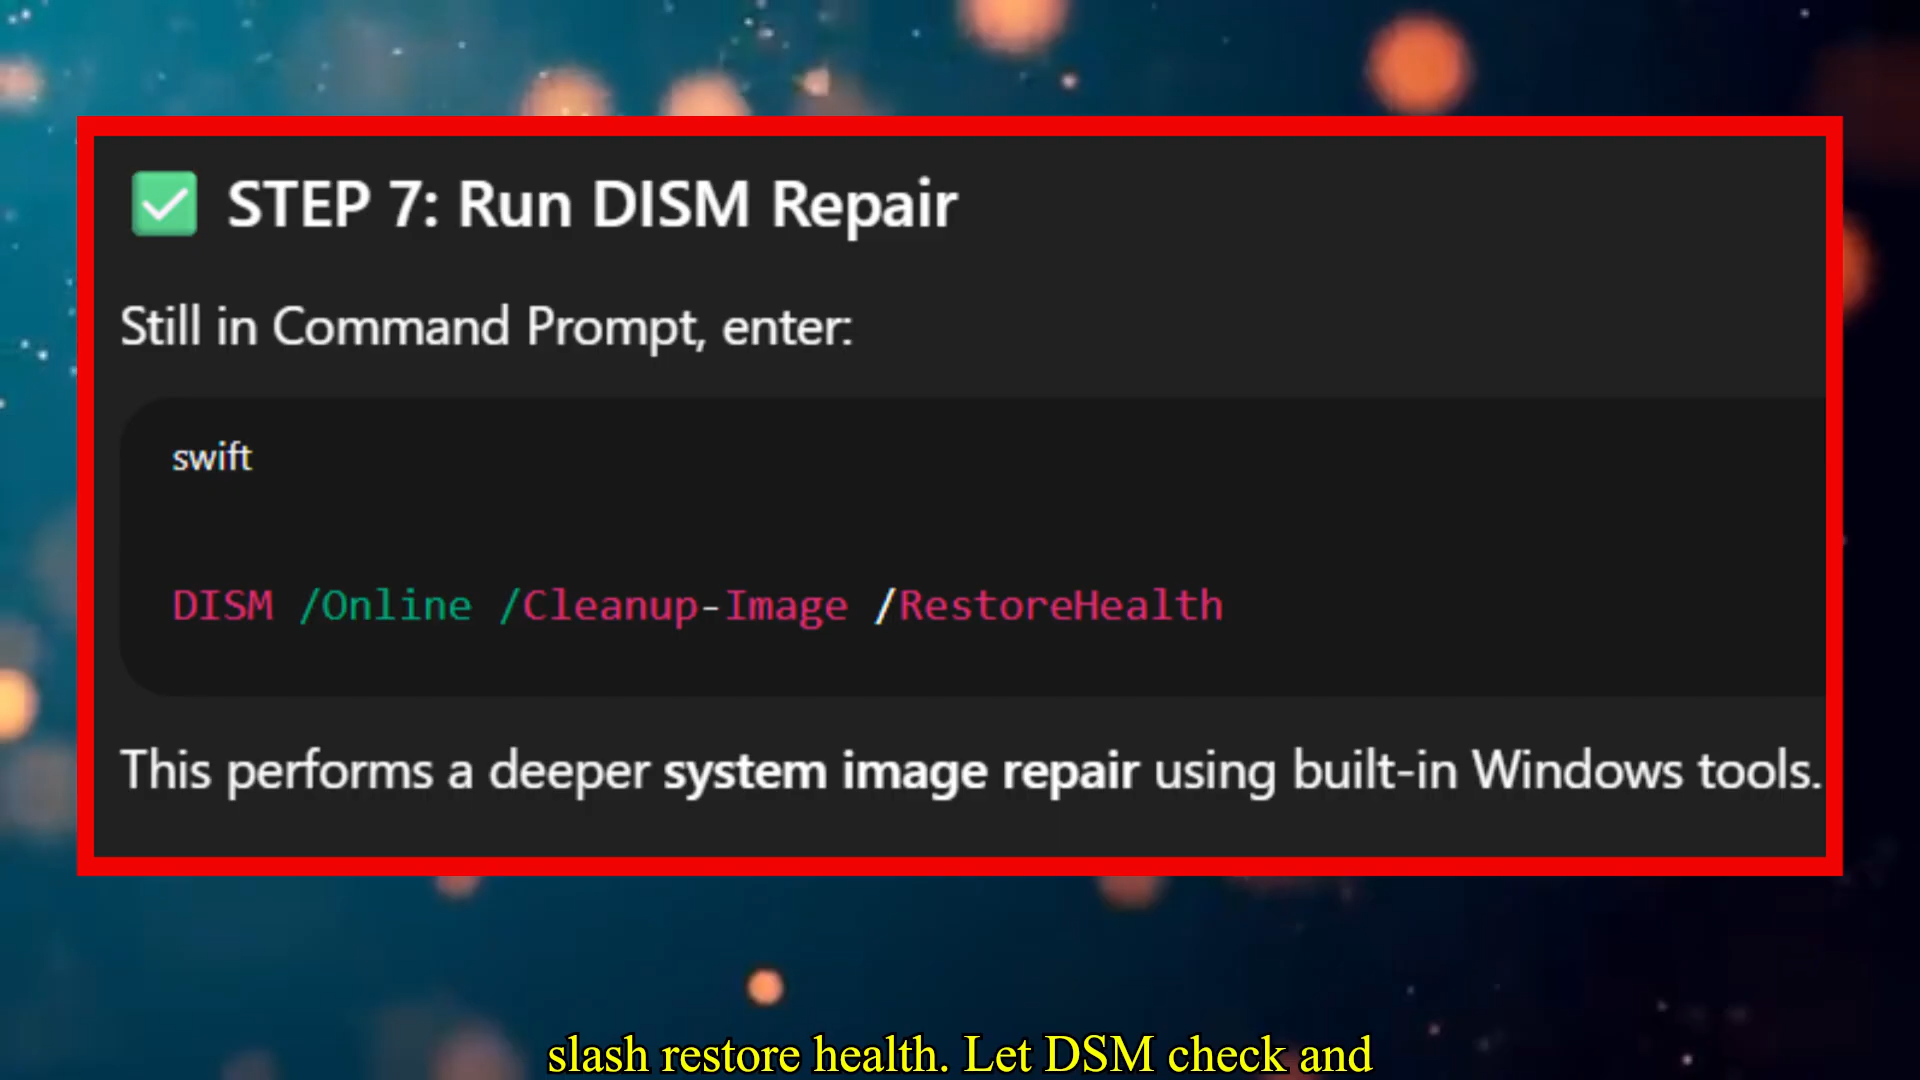 ✅ STEP 7: Run DISM Repair
Still in Command Prompt, enter:
swift
DISM /Online /Cleanup-Image /RestoreHealth
This performs a deeper system image repair using built-in Windows tools.
slash restore health. Let DSM check and